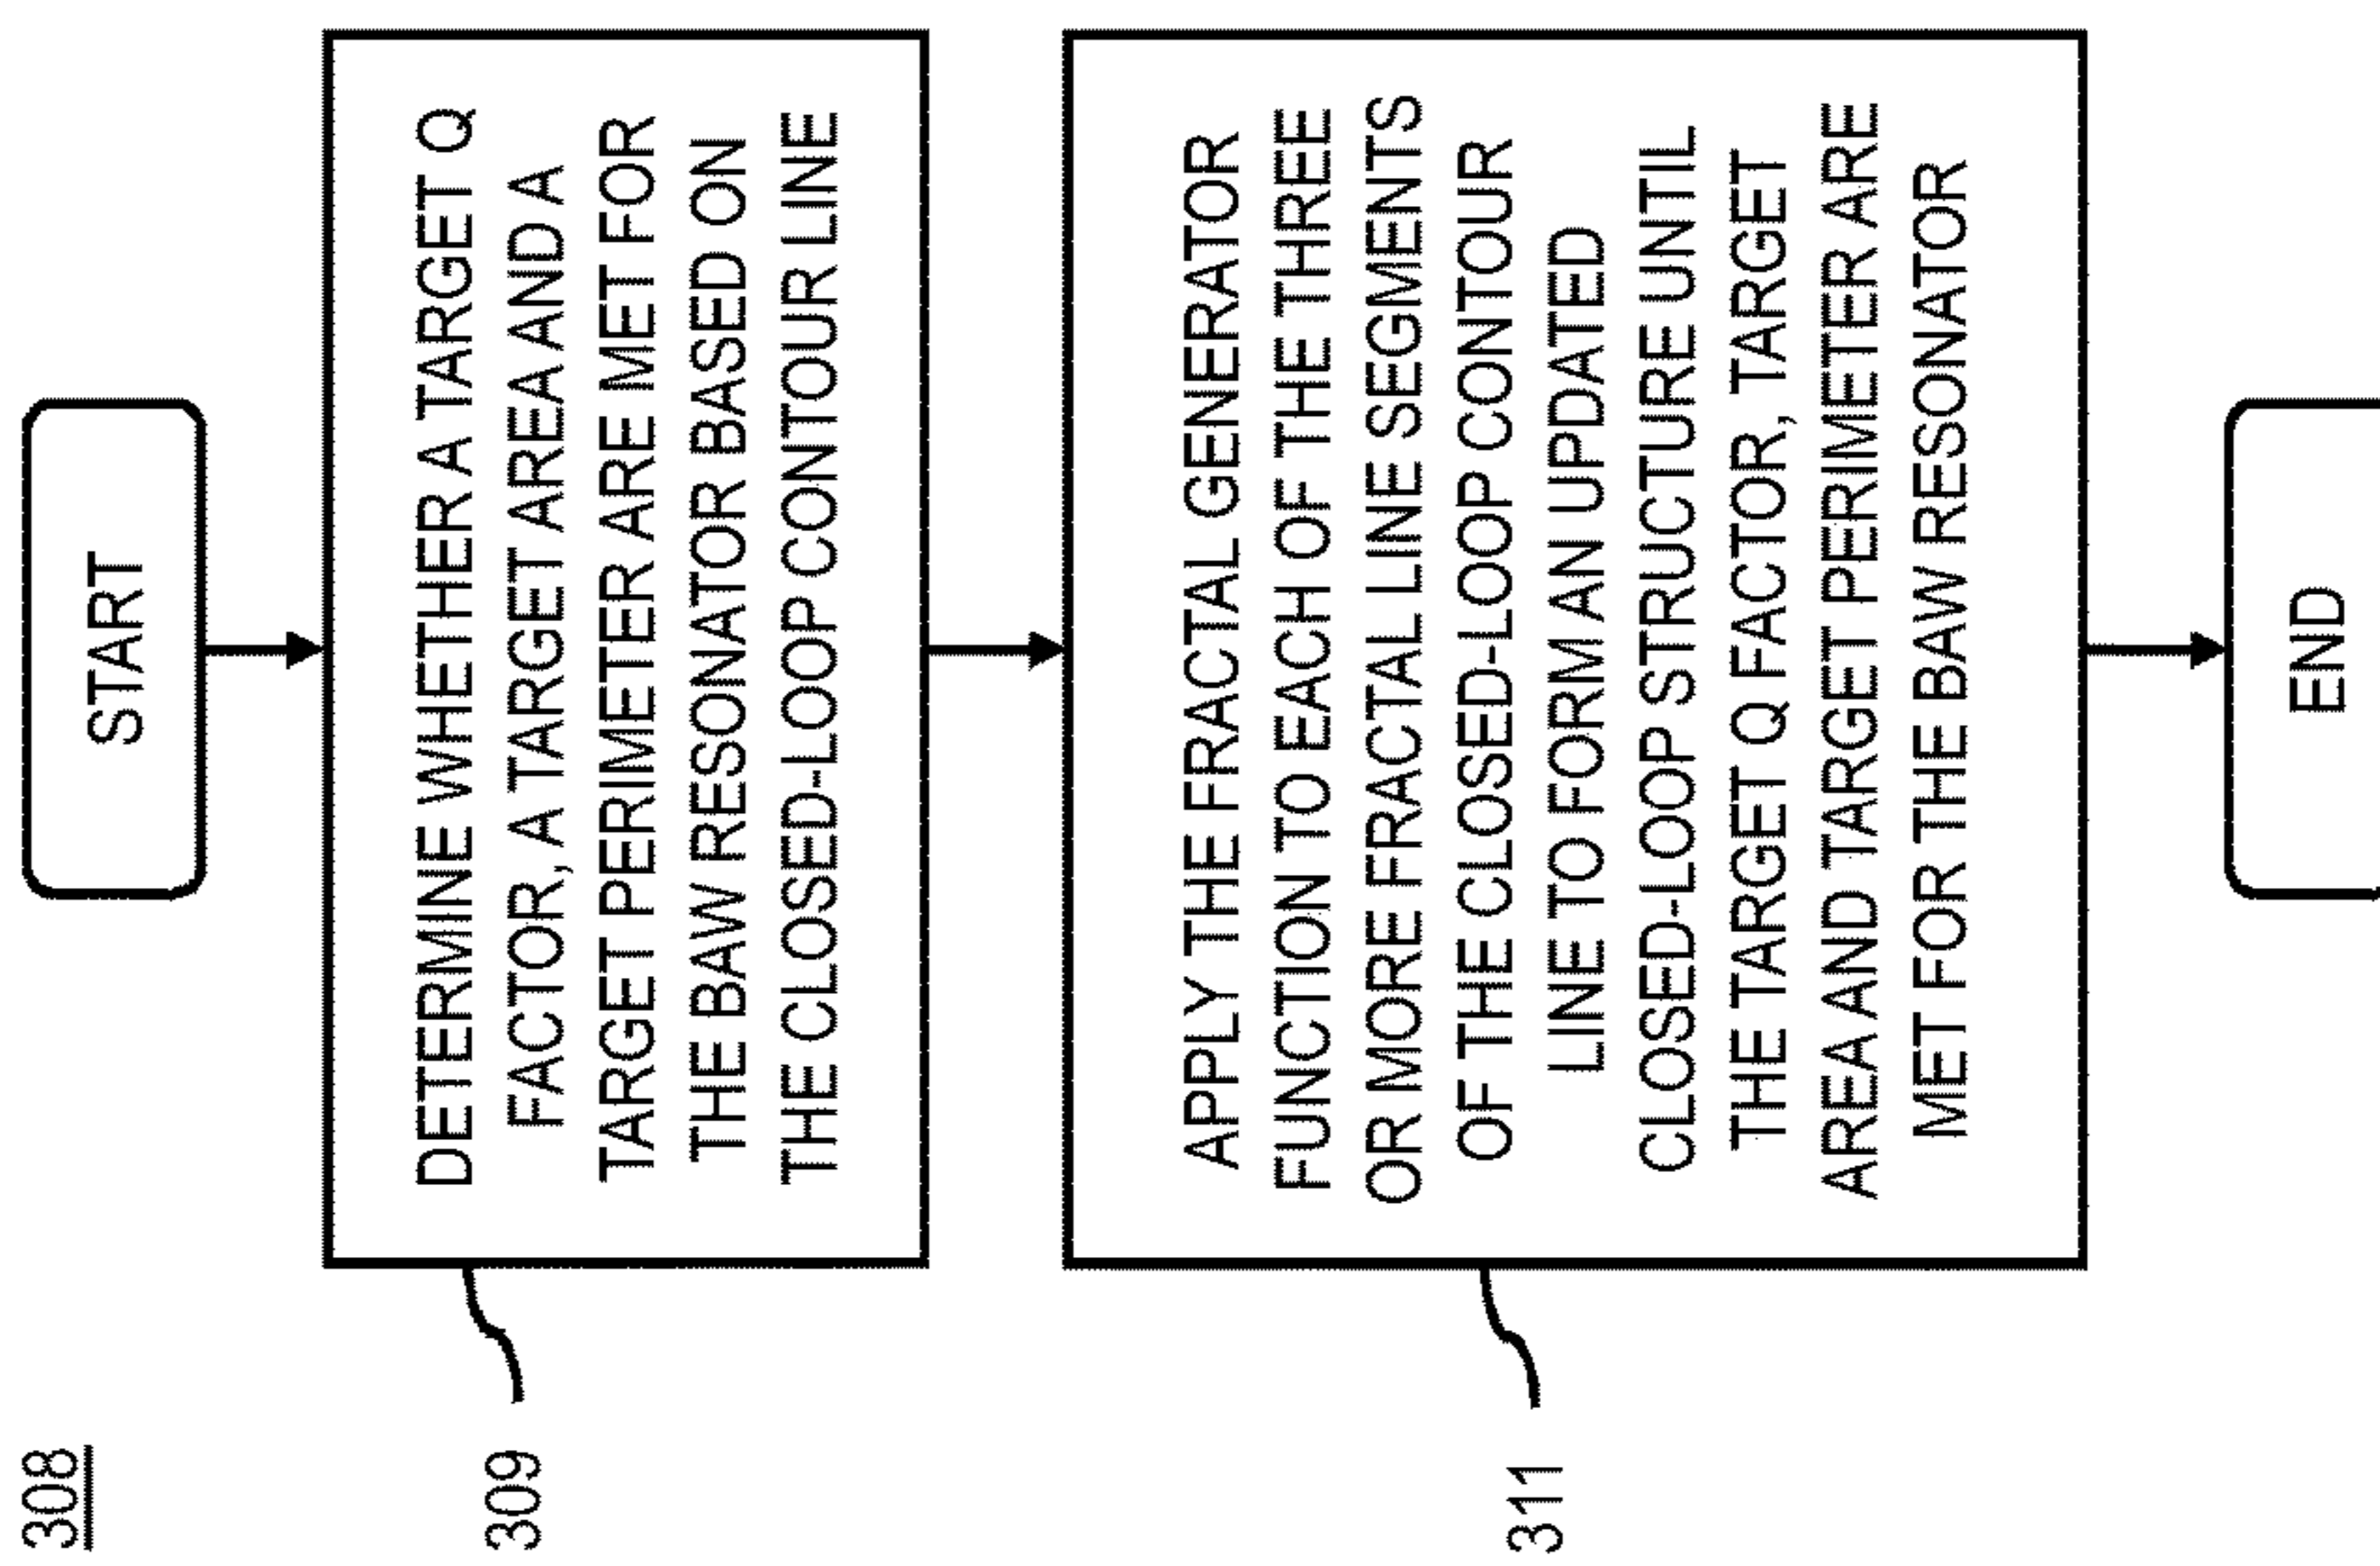 308
START
309
DETERMINE WHETHER A TARGET Q
FACTOR, A TARGET AREA AND A
TARGET PERIMETER ARE MET FOR
THE BAW RESONATOR BASED ON
THE CLOSED-LOOP CONTOUR LINE
311
APPLY THE FRACTAL GENERATOR
FUNCTION TO EACH OF THE THREE
OR MORE FRACTAL LINE SEGMENTS
OF THE CLOSED-LOOP CONTOUR
LINE TO FORM AN UPDATED
CLOSED-LOOP STRUCTURE UNTIL
THE TARGET Q FACTOR, TARGET
AREA AND TARGET PERIMETER ARE
MET FOR THE BAW RESONATOR
END